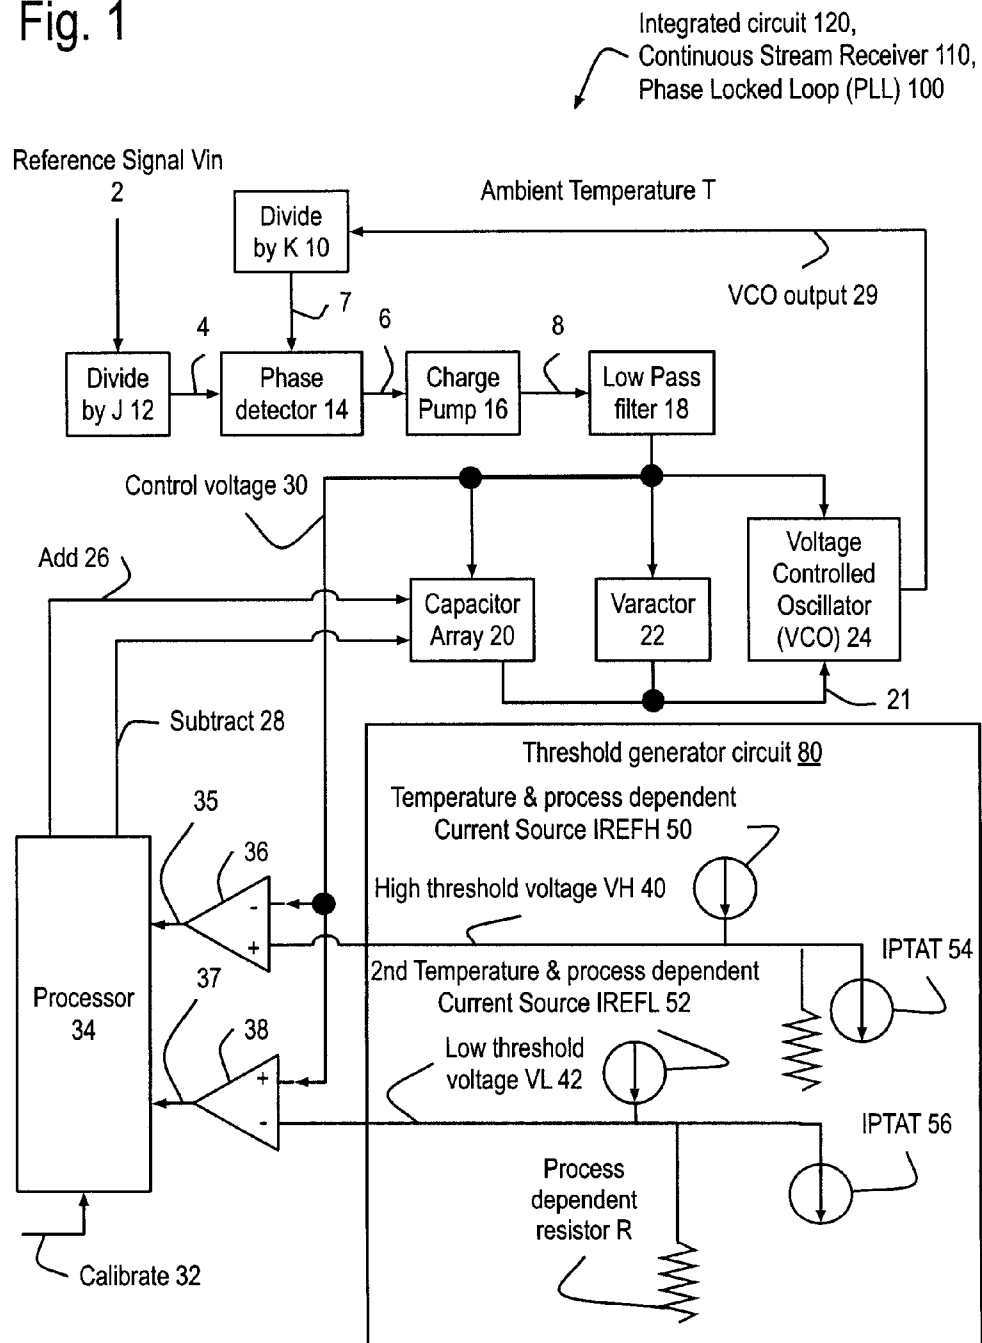 Fig. 1
Integrated circuit 120,
Continuous Stream Receiver 110,
Phase Locked Loop (PLL) 100
Reference Signal Vin
2
Ambient Temperature T
Divide
by K 10
VCO output 29
7
4
6
8
Divide
by J 12
Phase
detector 14
Charge
Pump 16
Low Pass
filter 18
Control voltage 30
Add 26
Capacitor
Array 20
Varactor
22
Voltage
Controlled
Oscillator
(VCO) 24
21
Subtract 28
Threshold generator circuit 80
Temperature & process dependent
Current Source IREFH 50
35
36
High threshold voltage VH 40
-
+
IPTAT 54
2nd Temperature & process dependent
Current Source IREFL 52
Processor
34
37
38
Low threshold
voltage VL 42
+
-
IPTAT 56
Process
dependent
resistor R
Calibrate 32